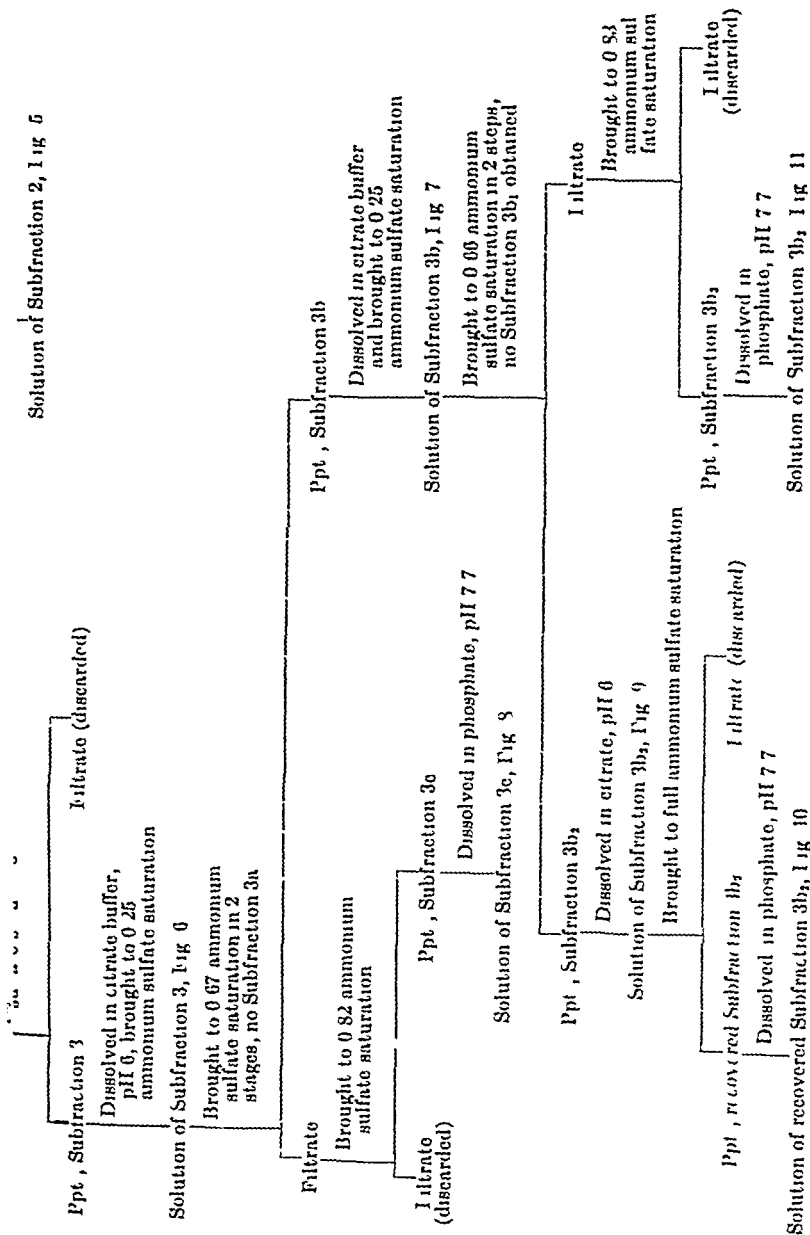 Solution of Subfraction 2, Fig 5
Ppt , Subfraction 3
Filtrate (discarded)
Dissolved in citrate buffer,
pH 6, brought to 0 25
ammonium sulfate saturation
Solution of Subfraction 3, Fig 6
Brought to 0 67 ammonium
sulfate saturation in 2
stages, no Subfraction 3a
Filtrate
Ppt , Subfraction 3b
Brought to 0 82 ammonium
sulfate saturation
Dissolved in citrate buffer
and brought to 0 25
ammonium sulfate saturation
Filtrate
(discarded)
Ppt , Subfraction 3c
Solution of Subfraction 3b, Fig 7
Dissolved in phosphate, pH 7 7
Brought to 0 66 ammonium
sulfate saturation in 2 steps,
no Subfraction 3b₁ obtained
Solution of Subfraction 3c, Fig 8
Ppt , Subfraction 3b₂
Filtrate
Dissolved in citrate, pH 6
Brought to 0 83
ammonium sul
fate saturation
Solution of Subfraction 3b₂, Fig 9
Brought to full ammonium sulfate saturation
Ppt , recovered Subfraction
Filtrate (discarded)
Ppt , Subfraction 3b₃
Filtrate
(discarded)
Dissolved in phosphate, pH 7 7
Dissolved in
phosphate, pH 7 7
Solution of recovered Subfraction 3b₂, Fig 10
Solution of Subfraction 3b₃, Fig 11